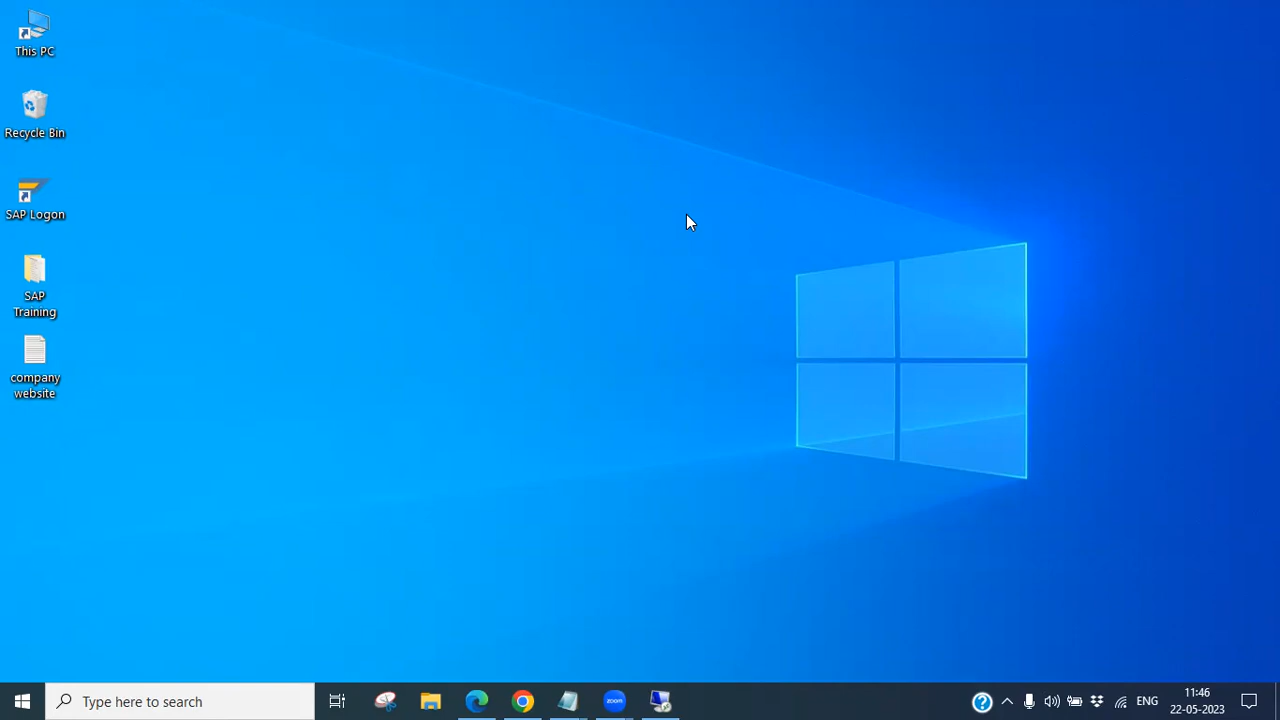 This PC
Recycle Bin
SAP Logon
SAP
Training
company
website
Type here to search
zoom
ENG
11:46
22-05-2023